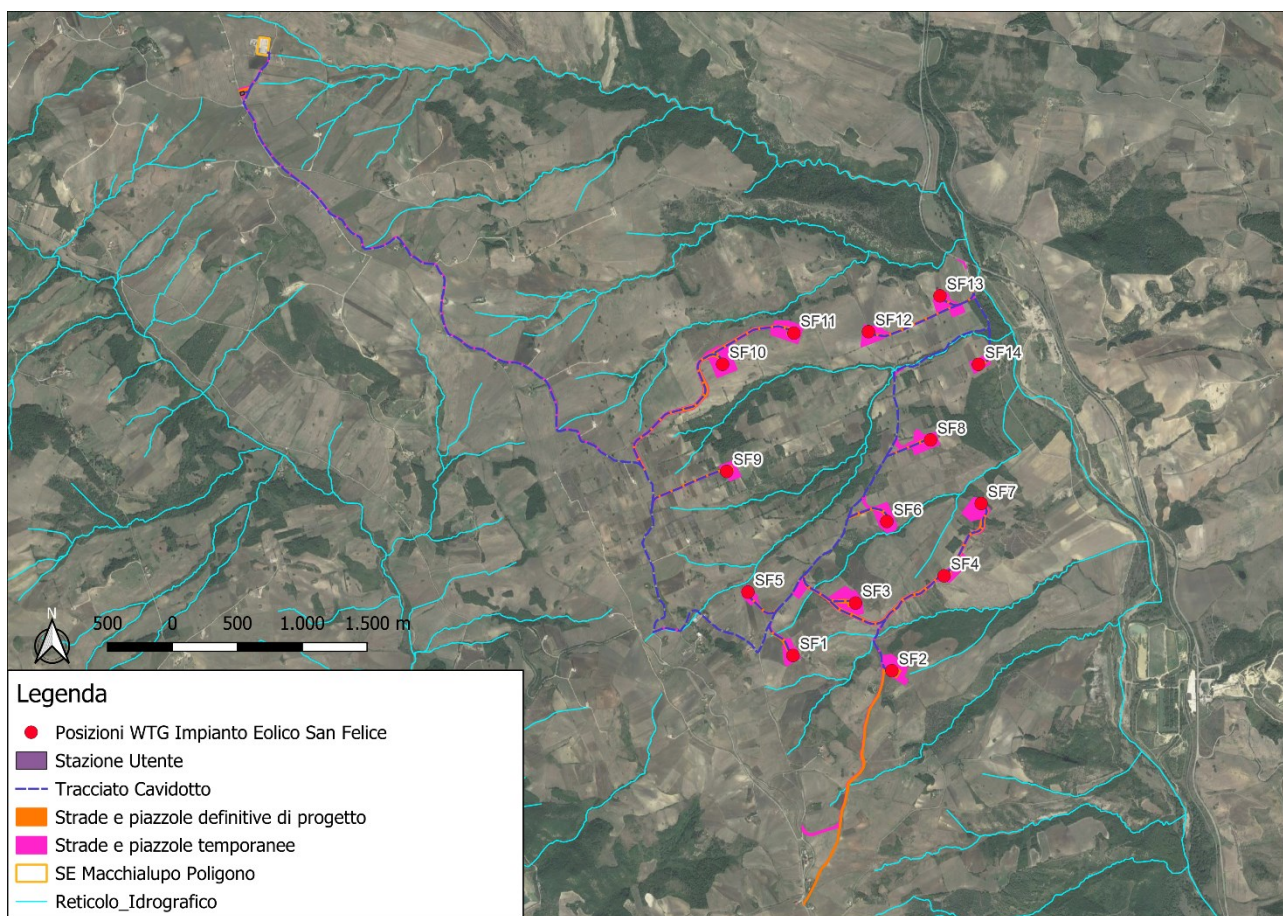 SF13
SF12
SF11
SF10
SF14
SF8
SF9
SF7
SF6
SF4
SF5
SF3
SF1
SF2
N
500 0 500 1.000 1.500 m
Legenda
Posizioni WTG Impianto Eolico San Felice
Stazione Utente
Tracciato Cavidotto
Strade e piazzole definitive di progetto
Strade e piazzole temporanee
SE Macchialupo Poligono
Reticolo_Idrografico